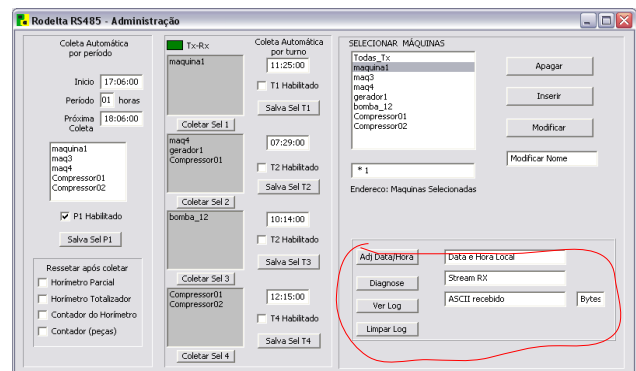 Rodelta RS485 - Administração
Coleta Automática
por período
Inicio 17:06:00
Período 01 horas
Próxima Coleta 18:06:00
maquina1
maq3
maq4
Compressor01
Compressor02
P1 Habilitado
Salva Sel P1
Ressetar após coletar
Horímetro Parcial
Horímetro Totalizador
Contador do Horímetro
Contador (peças)
Tx-Rx
maquina1
Coletar Sel 1
maq4
gerador1
Compressor01
Coletar Sel 2
bomba_12
Coletar Sel 3
Compressor01
Compressor02
Coletar Sel 4
Coleta Automática
por turno
11:25:00
T1 Habilitado
Salva Sel T1
07:29:00
T2 Habilitado
Salva Sel T2
10:14:00
T2 Habilitado
Salva Sel T3
12:15:00
T4 Habilitado
Salva Sel T4
SELECIONAR MÁQUINAS
Todas_Tx
maquina1
maq3
maq4
gerador1
bomba_12
Compressor01
Compressor02
* 1
Endereco: Maquinas Selecionadas
Apagar
Inserir
Modificar
Modificar Nome
Adj Data/Hora Data e Hora Local
Diagnose Stream RX
Ver Log ASCII recebido Bytes
Limpar Log